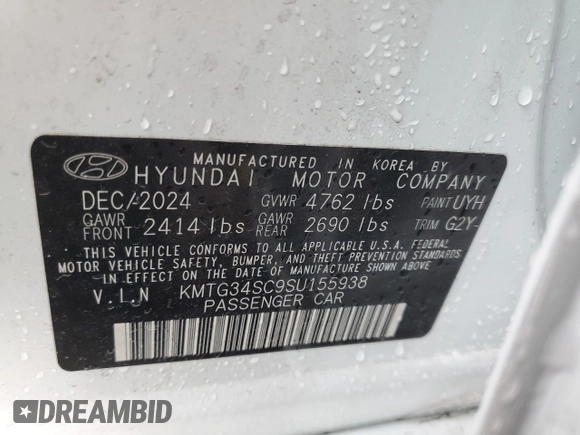 MANUFACTURED IN KOREA BY
HYUNDAI MOTOR COMPANY
DEC/2024 GVWR 4762 lbs PAINT UYH
GAWR FRONT 2414 lbs GAWR REAR 2690 lbs TRIM G2Y-
THIS VEHICLE CONFORMS TO ALL APPLICABLE U.S.A. FEDERAL
MOTOR VEHICLE SAFETY, BUMPER, AND THEFT PREVENTION STANDARDS
IN EFFECT ON THE DATE OF MANUFACTURE SHOWN ABOVE.
V.I.N KMTG34SC9SU155938
PASSENGER CAR
DREAMBID